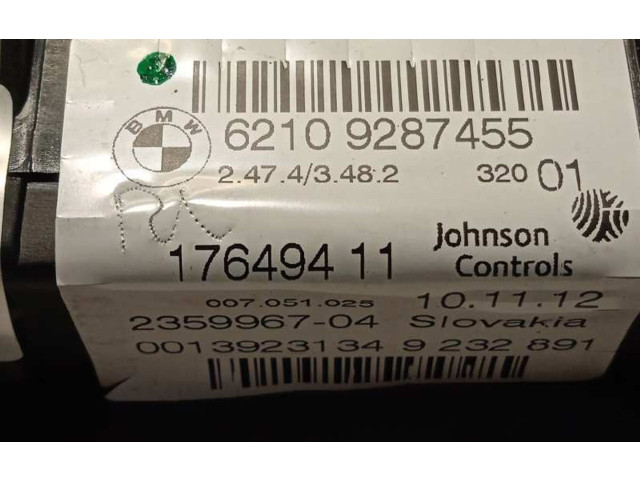 BMW
6210 9287455
2.47.4/3.48.2 320 01
176494 11 Johnson
Controls
007.051.025 10.11.12
2359967-04 Slovakia
0013923134 9 232 891